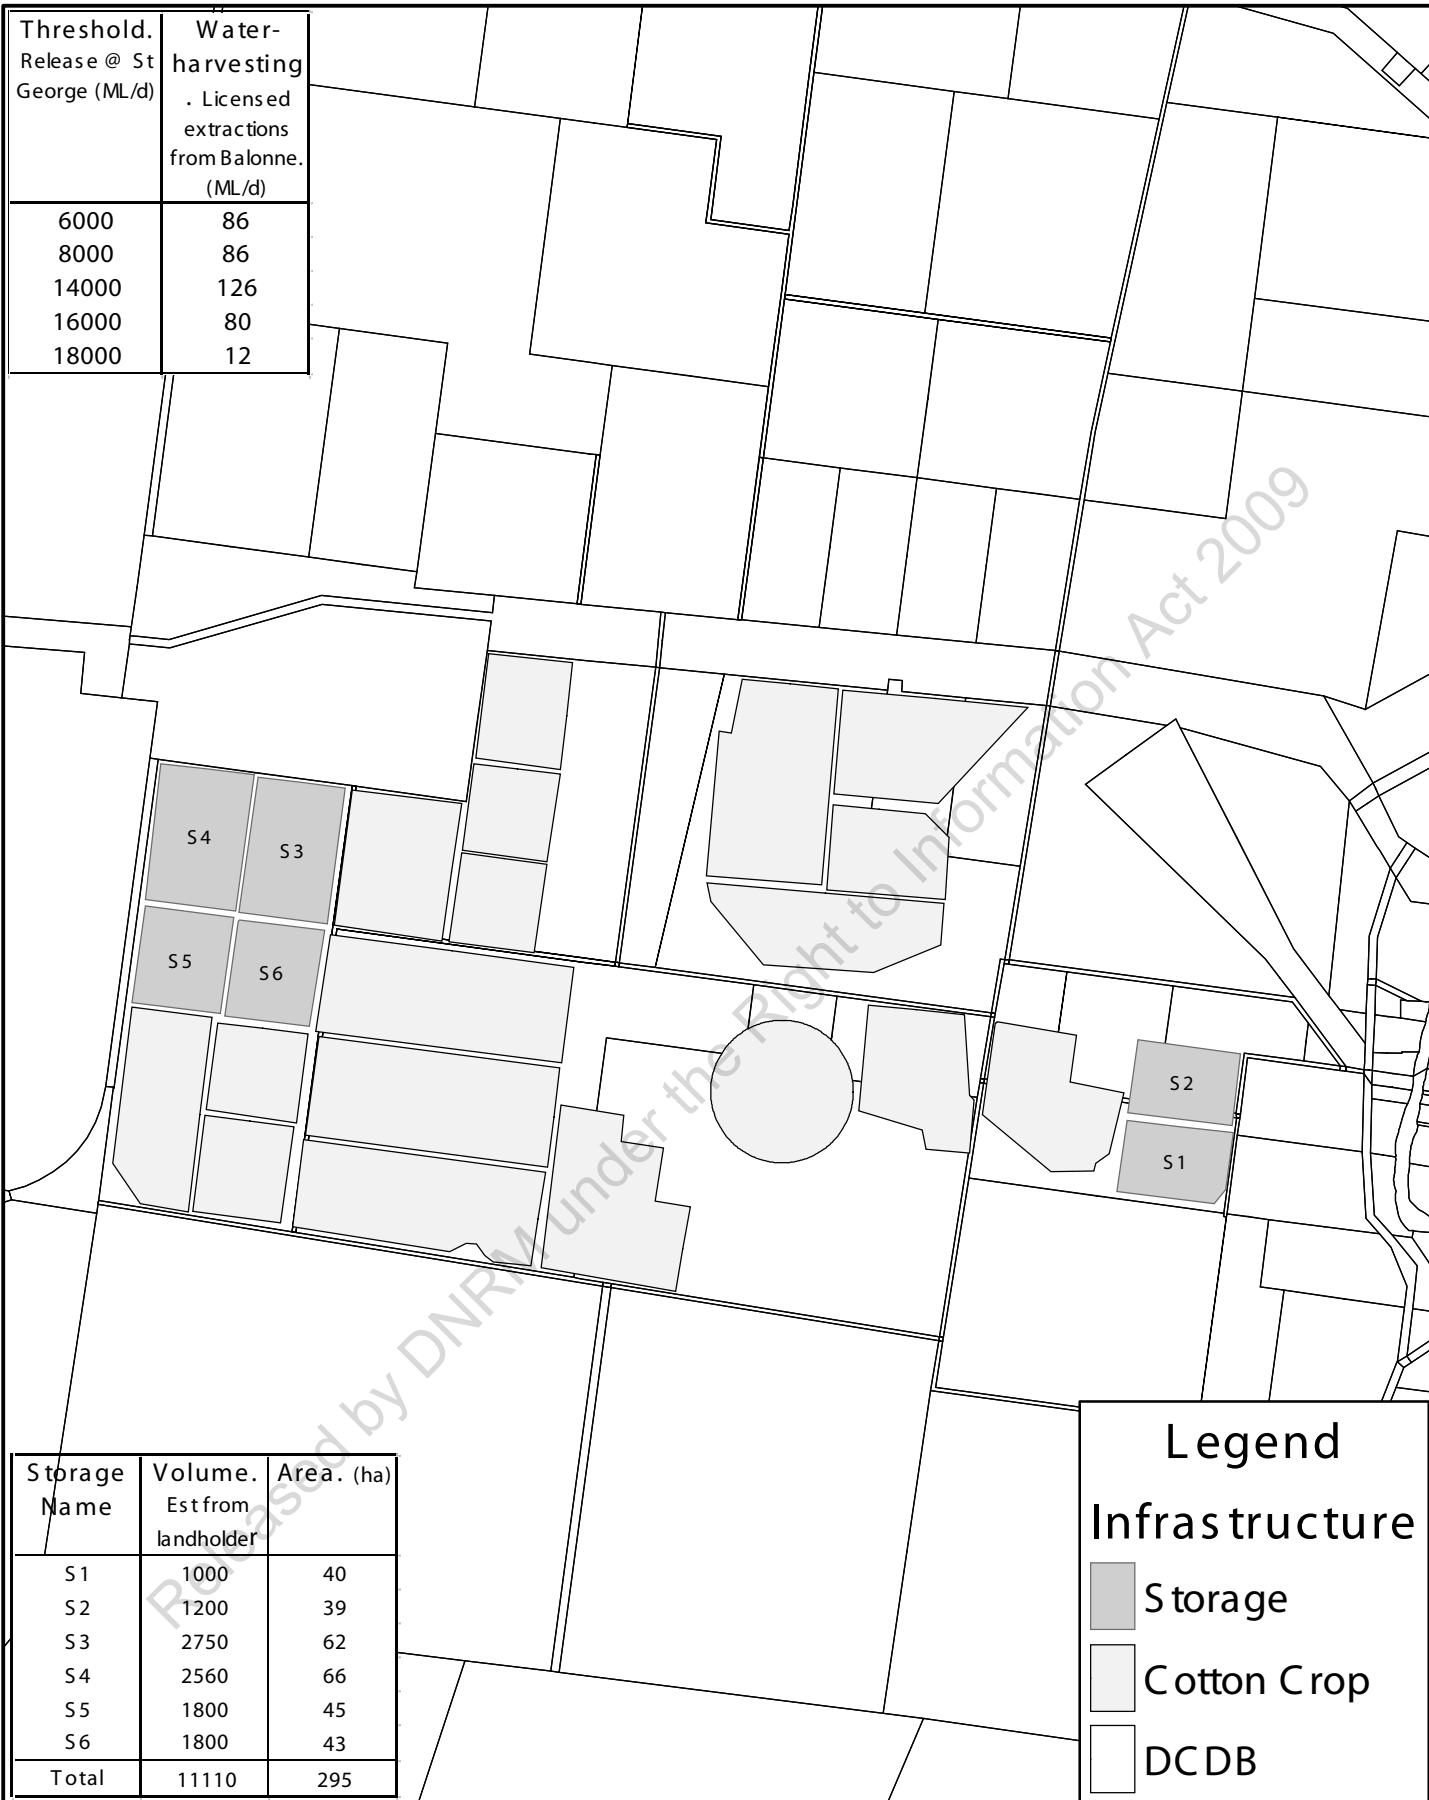 Threshold.
Release @ St
George (ML/d)
Water-
harvesting
. Licensed
extractions
from Balonne.
(ML/d)
6000 86
8000 86
14000 126
16000 80
18000 12
S4
S3
S5
S6
S2
S1
Released by DNRM under the Right to Information Act 2009
Storage
Name
Volume.
Est from
landholder
Area. (ha)
S1 1000 40
S2 1200 39
S3 2750 62
S4 2560 66
S5 1800 45
S6 1800 43
Total 11110 295
Legend
Infrastructure
Storage
Cotton Crop
DCDB